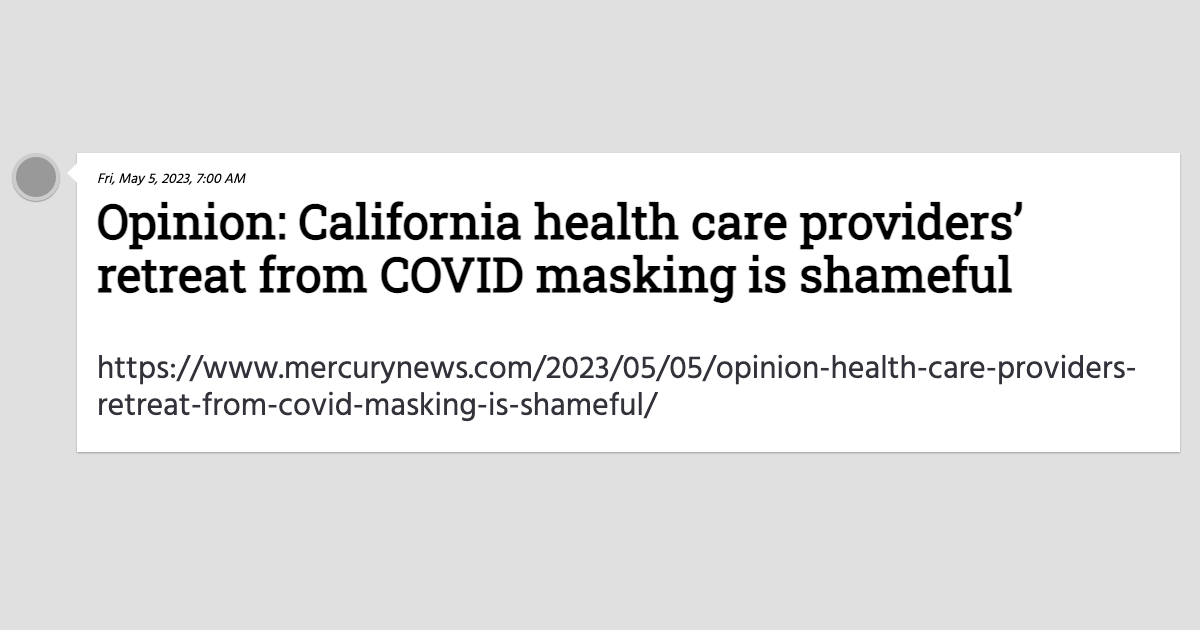 Fri, May 5, 2023, 7:00 AM
Opinion: California health care providers’
retreat from COVID masking is shameful
https://www.mercurynews.com/2023/05/05/opinion-health-care-providers-
retreat-from-covid-masking-is-shameful/